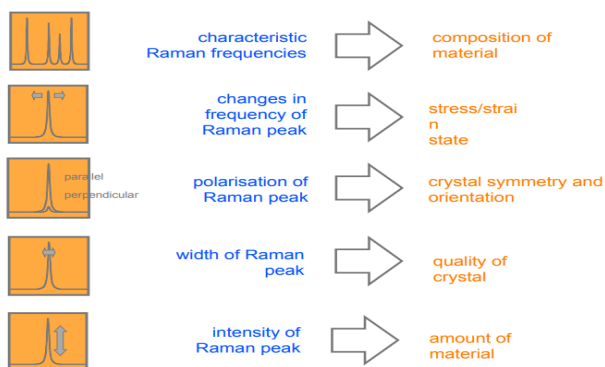 characteristic
Raman frequencies
composition of
material
changes in
frequency of
Raman peak
stress/strai
n
state
parallel
perpendicular
polarisation of
Raman peak
crystal symmetry and
orientation
width of Raman
peak
quality of
crystal
intensity of
Raman peak
amount of
material